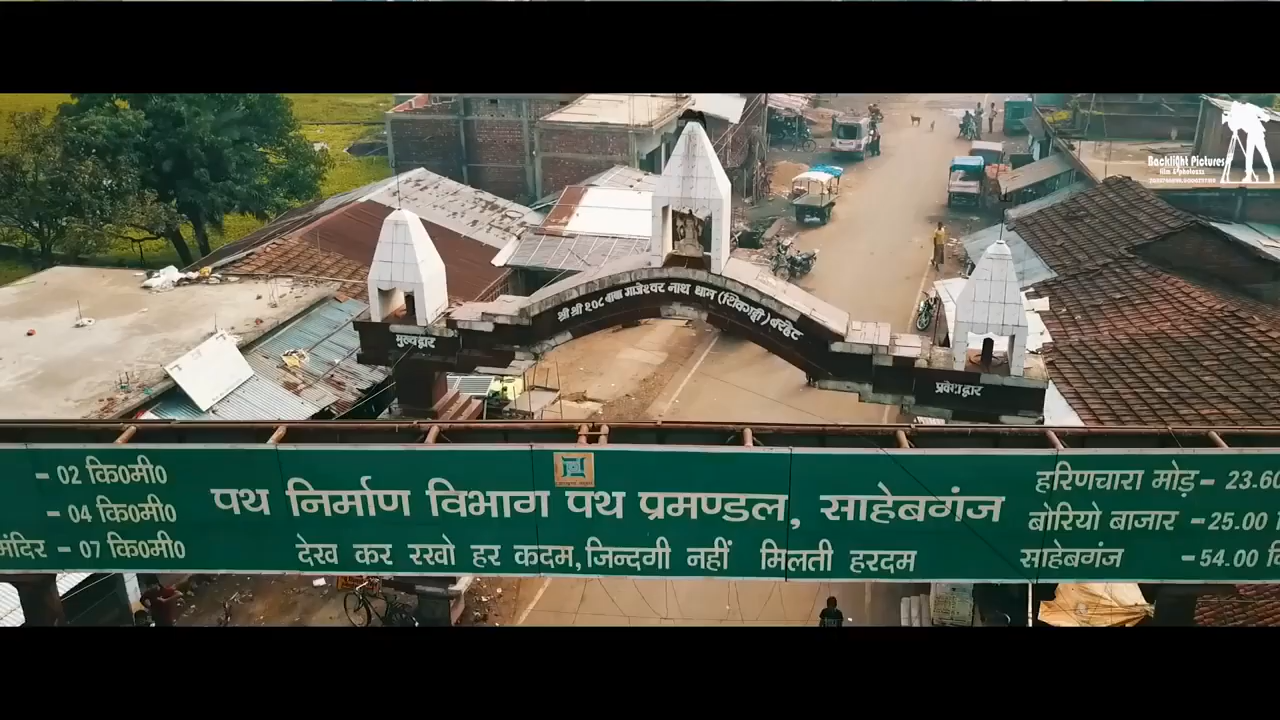 Backlight Pictures
श्री श्री १०८ बाबा गाजेश्वर नाथ धाम (शिवगद्दी) बरहेट
मुख्यद्वार
प्रवेशद्वार
- 02 कि0मी0
- 04 कि0मी0
मंदिर - 07 कि0मी0
पथ निर्माण विभाग पथ प्रमण्डल, साहेबगंज
देख कर रखो हर कदम, जिन्दगी नहीं मिलती हरदम
हरिणचारा मोड़ - 23.60
बोरियो बाजार - 25.00
साहेबगंज - 54.00